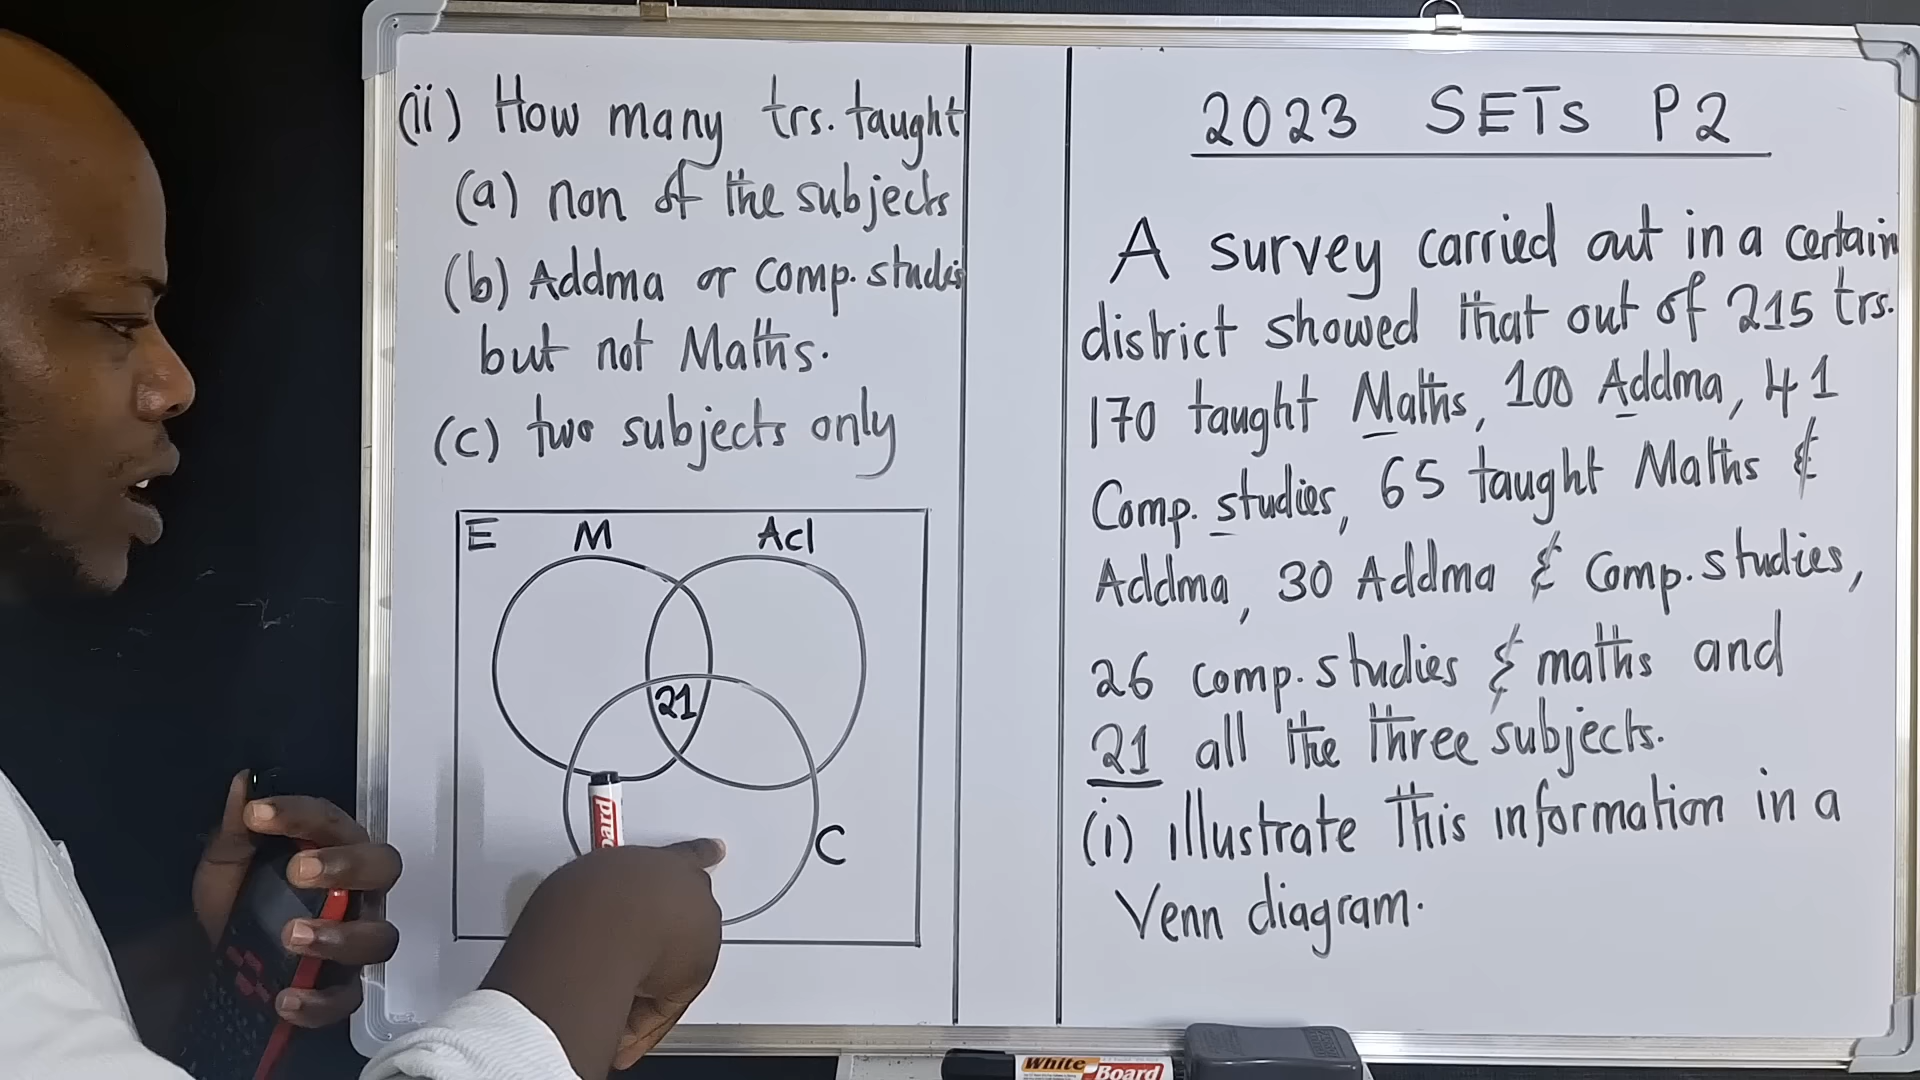 (ii) How many trs. taught
(a) non of the subjects
(b) Addma or Comp. studies
but not Maths.
(c) two subjects only
E M Ad
21
C
2023 SETs P2
A survey carried out in a certain
district showed that out of 215 trs.
170 taught Maths, 100 Addma, 41
Comp. studies, 65 taught Maths &
Addma, 30 Addma & Comp. studies,
26 comp. studies & maths and
21 all the three subjects.
(i) illustrate this information in a
Venn diagram.
White
Board